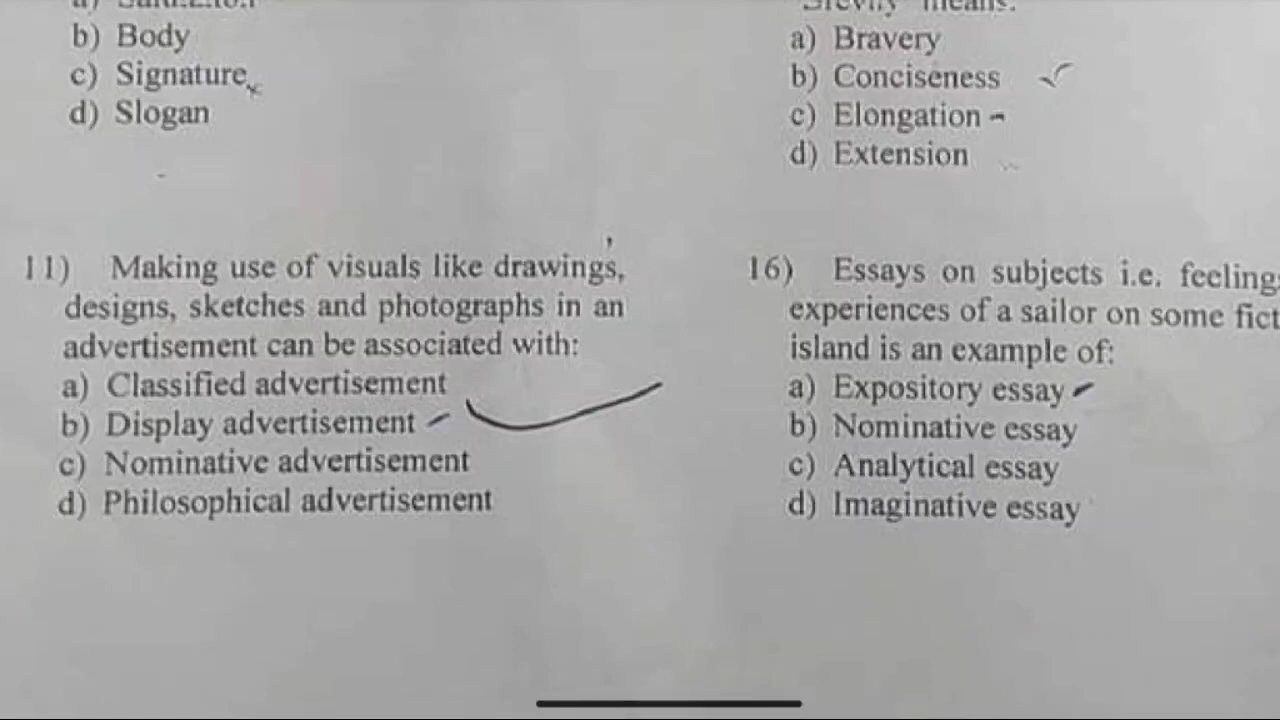 b) Body
c) Signature
d) Slogan
11) Making use of visuals like drawings,
designs, sketches and photographs in an
advertisement can be associated with:
a) Classified advertisement
b) Display advertisement
c) Nominative advertisement
d) Philosophical advertisement
means:
a) Bravery
b) Conciseness
c) Elongation
d) Extension
16) Essays on subjects i.e. feelings
experiences of a sailor on some fict
island is an example of:
a) Expository essay
b) Nominative essay
c) Analytical essay
d) Imaginative essay